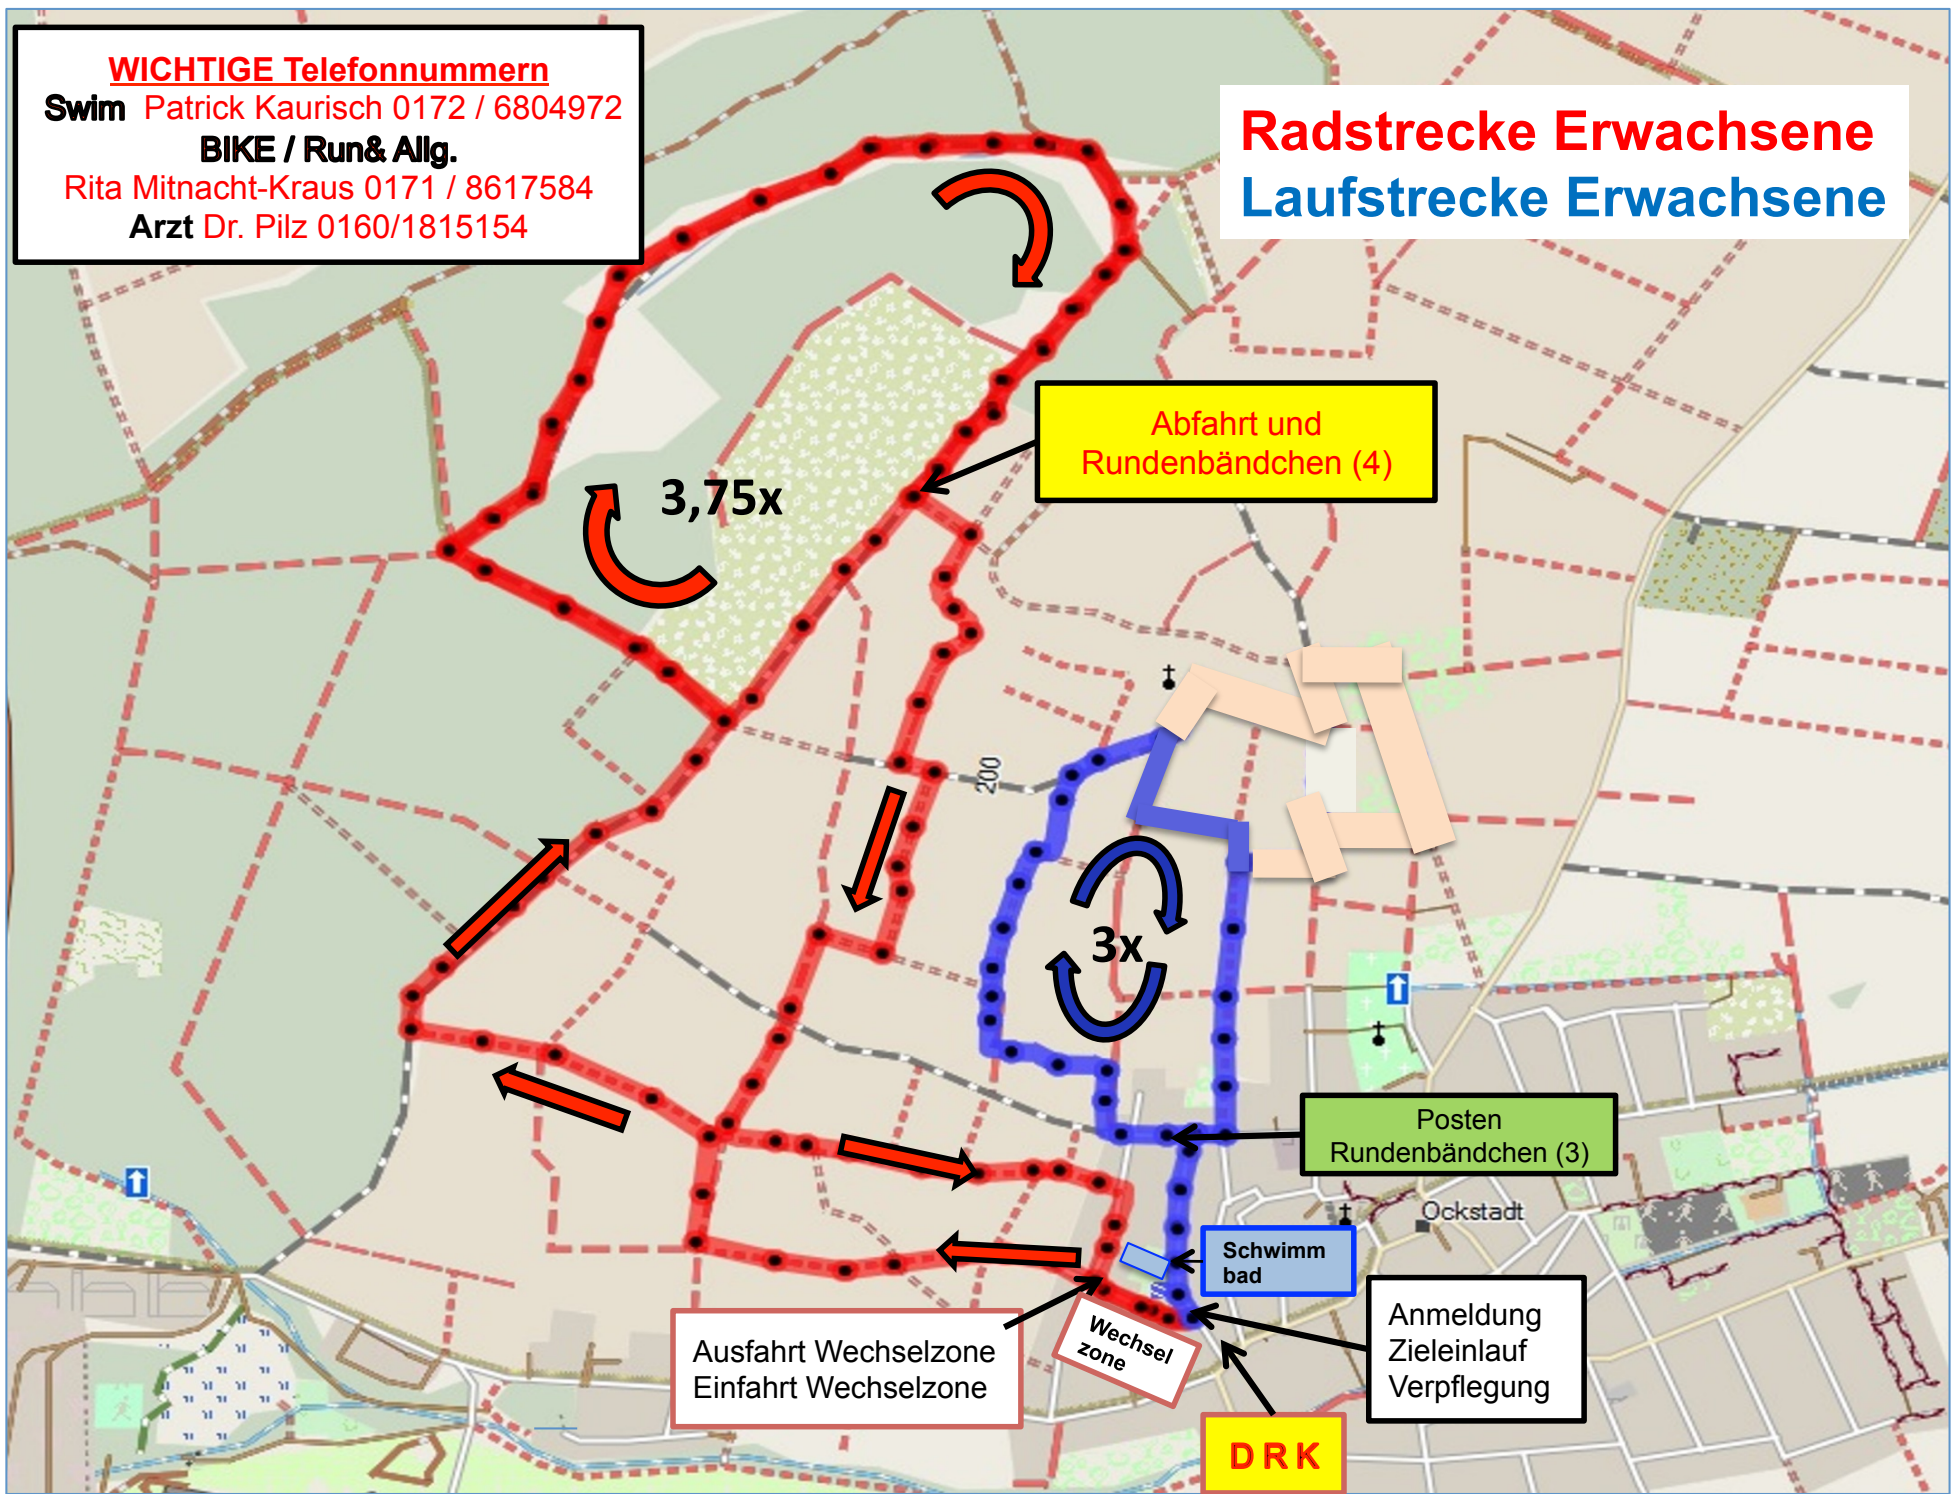 WICHTIGE Telefonnummern
Swim Patrick Kaurisch 0172 / 6804972
BIKE / Run& Allg.
Rita Mitnacht-Kraus 0171 / 8617584
Arzt Dr. Pilz 0160/1815154
Radstrecke Erwachsene
Laufstrecke Erwachsene
Abfahrt und
Rundenbändchen (4)
3,75x
200
3x
Posten
Rundenbändchen (3)
Ockstadt
Schwimm
bad
Anmeldung
Zieleinlauf
Verpflegung
Wechsel
zone
Ausfahrt Wechselzone
Einfahrt Wechselzone
D R K